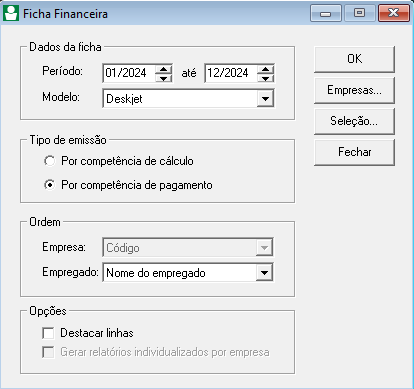 Ficha Financeira
Dados da ficha
Período: 01/2024 até 12/2024
Modelo: Deskjet
OK
Empresas...
Seleção...
Fechar
Tipo de emissão
Por competência de cálculo
Por competência de pagamento
Ordem
Empresa: Código
Empregado: Nome do empregado
Opções
Destacar linhas
Gerar relatórios individualizados por empresa